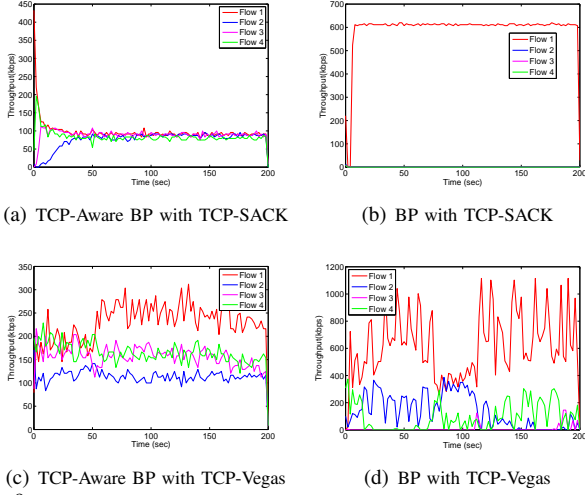 450
400
350
300
250
200
150
100
50
0
Throughput(kbps)
0 50 100 150 200
Time (sec)
Flow 1
Flow 2
Flow 3
Flow 4
(a) TCP-Aware BP with TCP-SACK
700
600
500
400
300
200
100
0
Throughput(kbps)
0 50 100 150 200
Time (sec)
Flow 1
Flow 2
Flow 3
Flow 4
(b) BP with TCP-SACK
350
300
250
200
150
100
50
0
Throughput(kbps)
0 50 100 150 200
Time (sec)
Flow 1
Flow 2
Flow 3
Flow 4
(c) TCP-Aware BP with TCP-Vegas
1200
1000
800
600
400
200
0
Throughput(kbps)
0 50 100 150 200
Time (sec)
Flow 1
Flow 2
Flow 3
Flow 4
(d) BP with TCP-Vegas